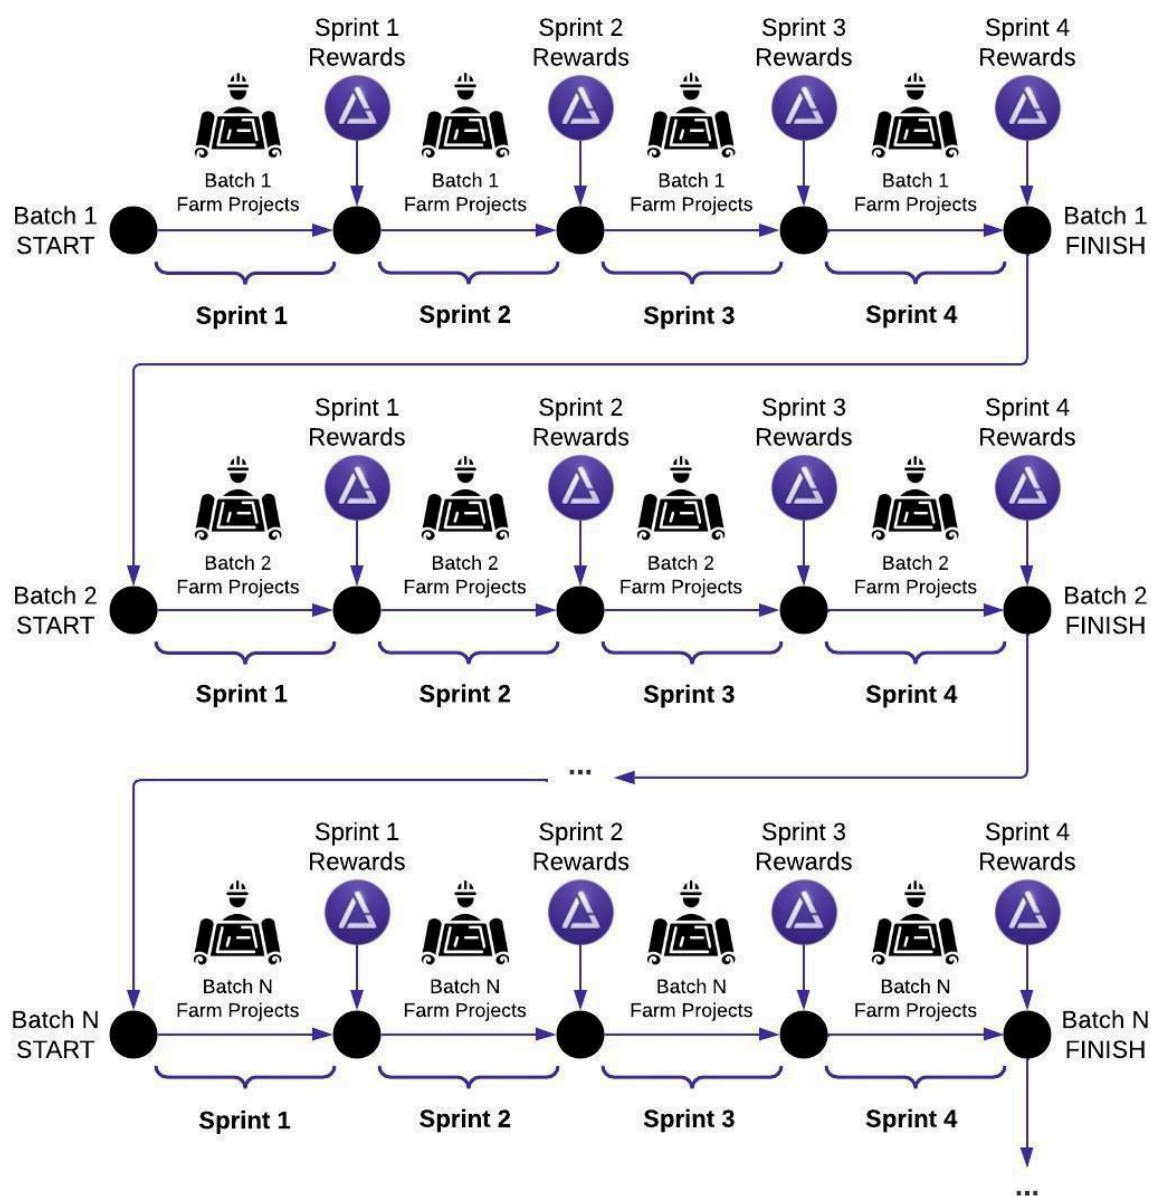 Sprint 1
Rewards
Sprint 2
Rewards
Sprint 3
Rewards
Sprint 4
Rewards
Batch 1
Farm Projects
Batch 1
Farm Projects
Batch 1
Farm Projects
Batch 1
Farm Projects
Batch 1
START
Batch 1
FINISH
Sprint 1
Sprint 2
Sprint 3
Sprint 4
Sprint 1
Rewards
Sprint 2
Rewards
Sprint 3
Rewards
Sprint 4
Rewards
Batch 2
Farm Projects
Batch 2
Farm Projects
Batch 2
Farm Projects
Batch 2
Farm Projects
Batch 2
START
Batch 2
FINISH
Sprint 1
Sprint 2
Sprint 3
Sprint 4
...
Sprint 1
Rewards
Sprint 2
Rewards
Sprint 3
Rewards
Sprint 4
Rewards
Batch N
Farm Projects
Batch N
Farm Projects
Batch N
Farm Projects
Batch N
Farm Projects
Batch N
START
Batch N
FINISH
Sprint 1
Sprint 2
Sprint 3
Sprint 4
...